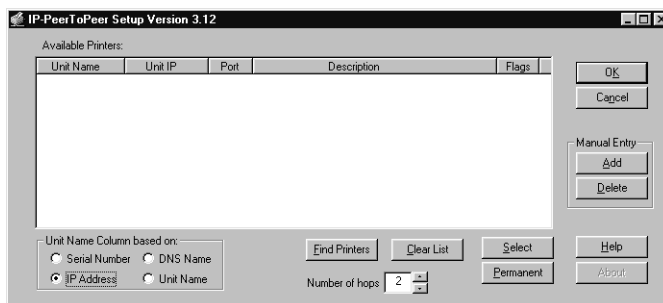 IP-PeerToPeer Setup Version 3.12
Available Printers:
Unit Name Unit IP Port Description Flags
OK
Cancel
Manual Entry
Add
Delete
Unit Name Column based on:
Serial Number DNS Name
IP Address Unit Name
Find Printers Clear List Select Help
Number of hops 2 Permanent About